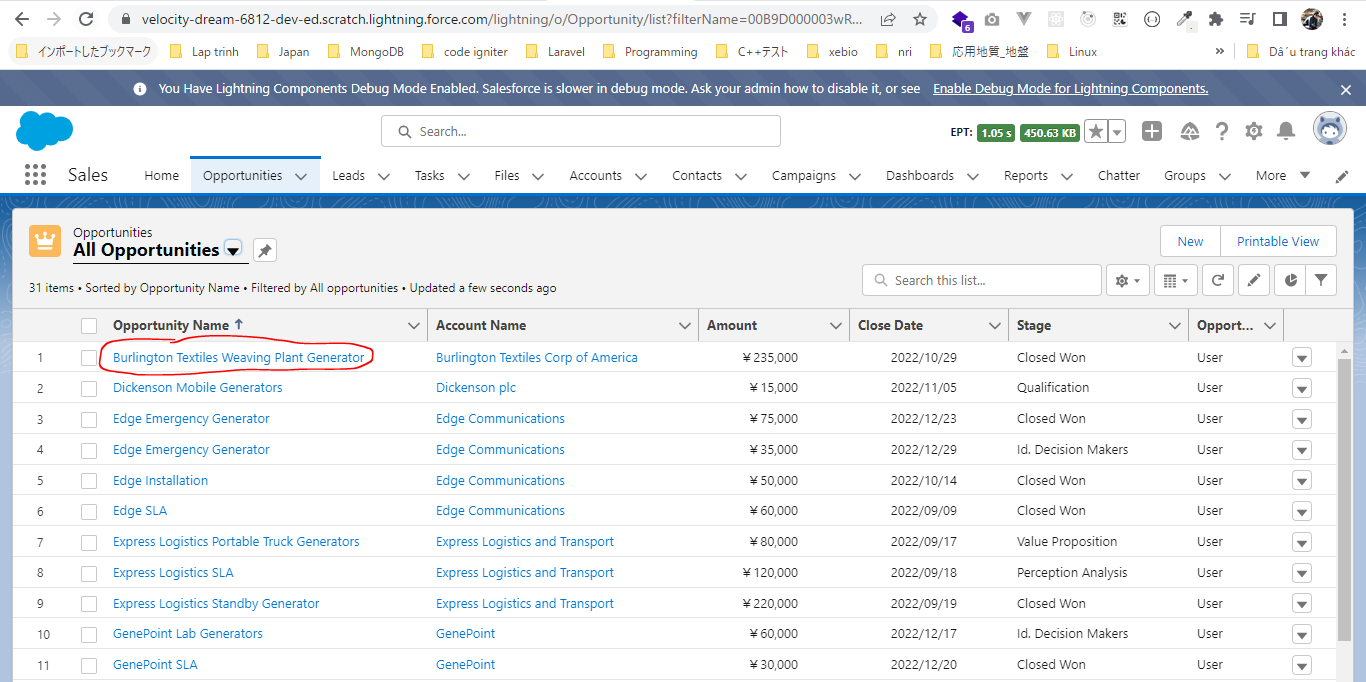 velocity-dream-6812-dev-ed.scratch.lightning.force.com/lightning/o/Opportunity/list?filterName=00B9D000003wR...
6
インポートしたブックマーク Lap trinh Japan MongoDB code igniter Laravel Programming C++テスト xebio nri 応用地質_地盤 Linux » Dấu trang khác
You Have Lightning Components Debug Mode Enabled. Salesforce is slower in debug mode. Ask your admin how to disable it, or see Enable Debug Mode for Lightning Components.
Search... EPT: 1.05 s 450.63 KB
Sales Home Opportunities Leads Tasks Files Accounts Contacts Campaigns Dashboards Reports Chatter Groups More
Opportunities
All Opportunities
New Printable View
31 items • Sorted by Opportunity Name • Filtered by All opportunities • Updated a few seconds ago
Search this list...
Opportunity Name Account Name Amount Close Date Stage Opport...
1 Burlington Textiles Weaving Plant Generator Burlington Textiles Corp of America ￥235,000 2022/10/29 Closed Won User
2 Dickenson Mobile Generators Dickenson plc ￥15,000 2022/11/05 Qualification User
3 Edge Emergency Generator Edge Communications ￥75,000 2022/12/23 Closed Won User
4 Edge Emergency Generator Edge Communications ￥35,000 2022/12/29 Id. Decision Makers User
5 Edge Installation Edge Communications ￥50,000 2022/10/14 Closed Won User
6 Edge SLA Edge Communications ￥60,000 2022/09/09 Closed Won User
7 Express Logistics Portable Truck Generators Express Logistics and Transport ￥80,000 2022/09/17 Value Proposition User
8 Express Logistics SLA Express Logistics and Transport ￥120,000 2022/09/18 Perception Analysis User
9 Express Logistics Standby Generator Express Logistics and Transport ￥220,000 2022/09/19 Closed Won User
10 GenePoint Lab Generators GenePoint ￥60,000 2022/12/17 Id. Decision Makers User
11 GenePoint SLA GenePoint ￥30,000 2022/12/20 Closed Won User